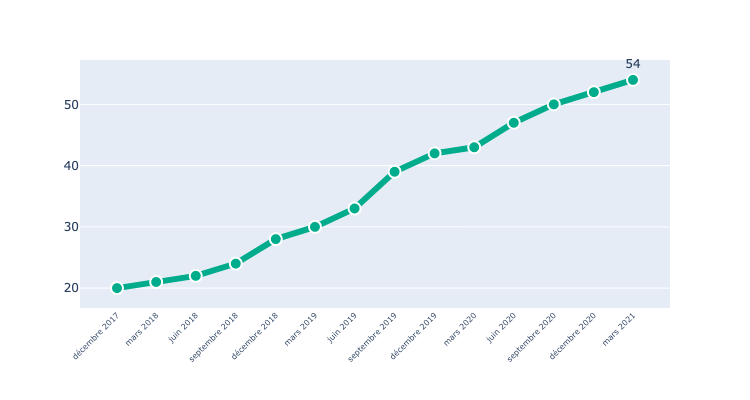 54
50
40
30
20
décembre 2017
mars 2018
juin 2018
septembre 2018
décembre 2018
mars 2019
juin 2019
septembre 2019
décembre 2019
mars 2020
juin 2020
septembre 2020
décembre 2020
mars 2021